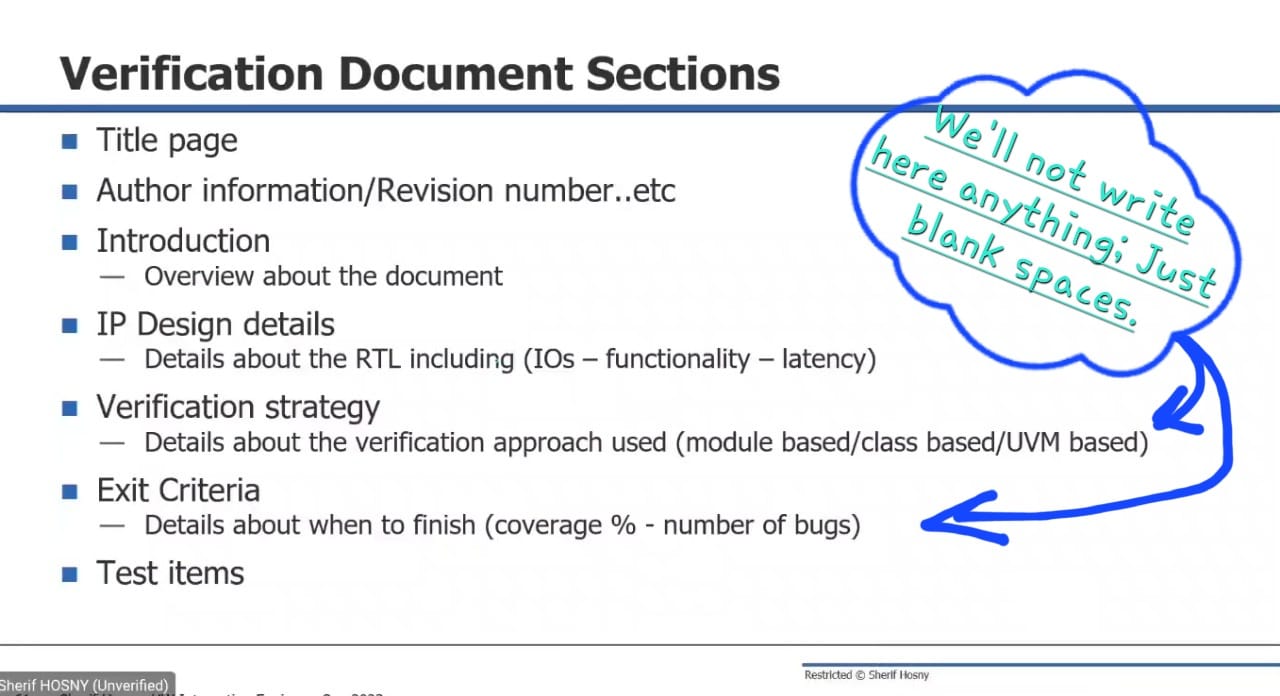 Verification Document Sections
Title page
Author information/Revision number..etc
Introduction
— Overview about the document
IP Design details
— Details about the RTL including (IOs – functionality – latency)
Verification strategy
— Details about the verification approach used (module based/class based/UVM based)
Exit Criteria
— Details about when to finish (coverage % - number of bugs)
Test items
We'll not write
here anything; Just
blank spaces.
Restricted © Sherif Hosny
Sherif HOSNY (Unverified)